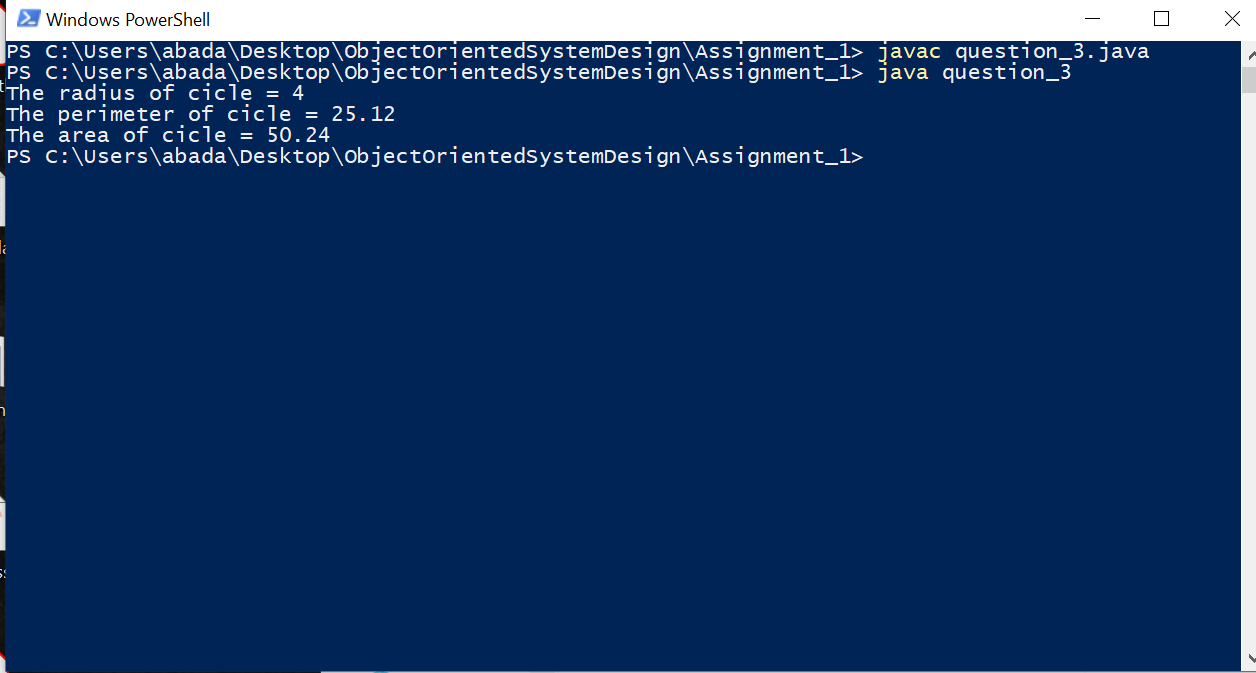 Windows PowerShell
PS C:\Users\abada\Desktop\ObjectOrientedSystemDesign\Assignment_1> javac question_3.java
PS C:\Users\abada\Desktop\ObjectOrientedSystemDesign\Assignment_1> java question_3
The radius of cicle = 4
The perimeter of cicle = 25.12
The area of cicle = 50.24
PS C:\Users\abada\Desktop\ObjectOrientedSystemDesign\Assignment_1>